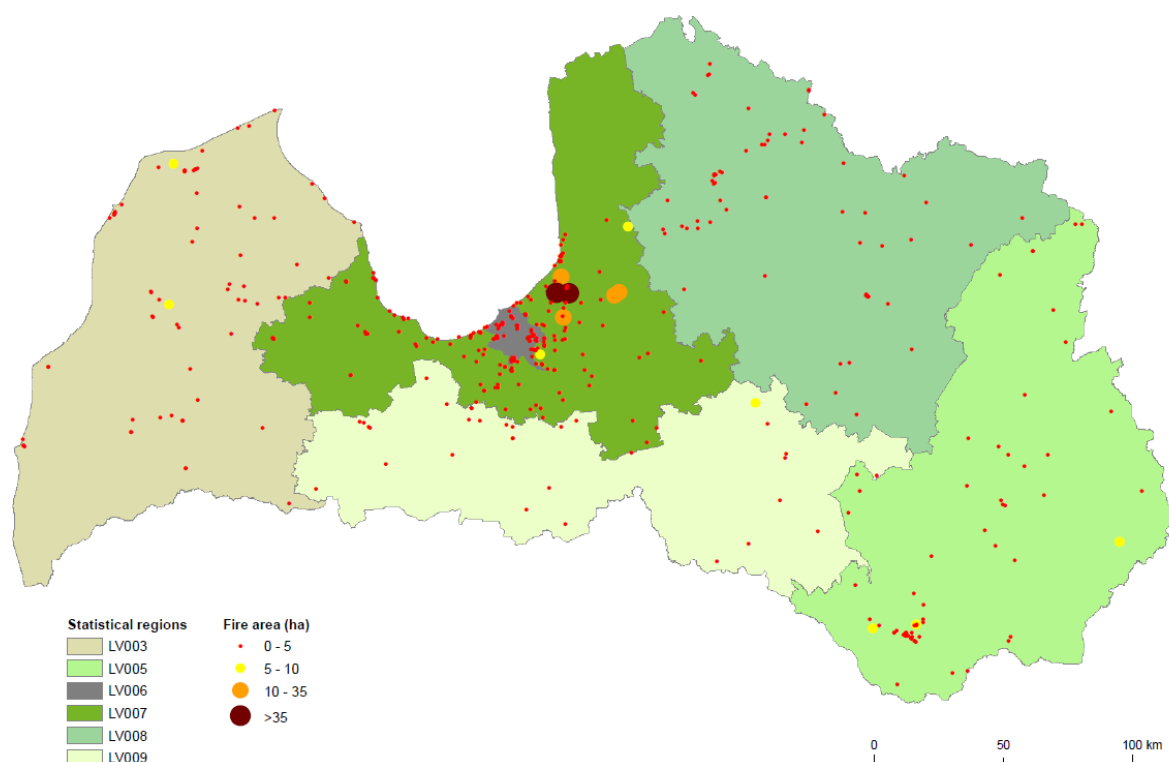 Statistical regions
LV003
LV005
LV006
LV007
LV008
LV009
Fire area (ha)
0 - 5
5 - 10
10 - 35
>35
0 50 100 km